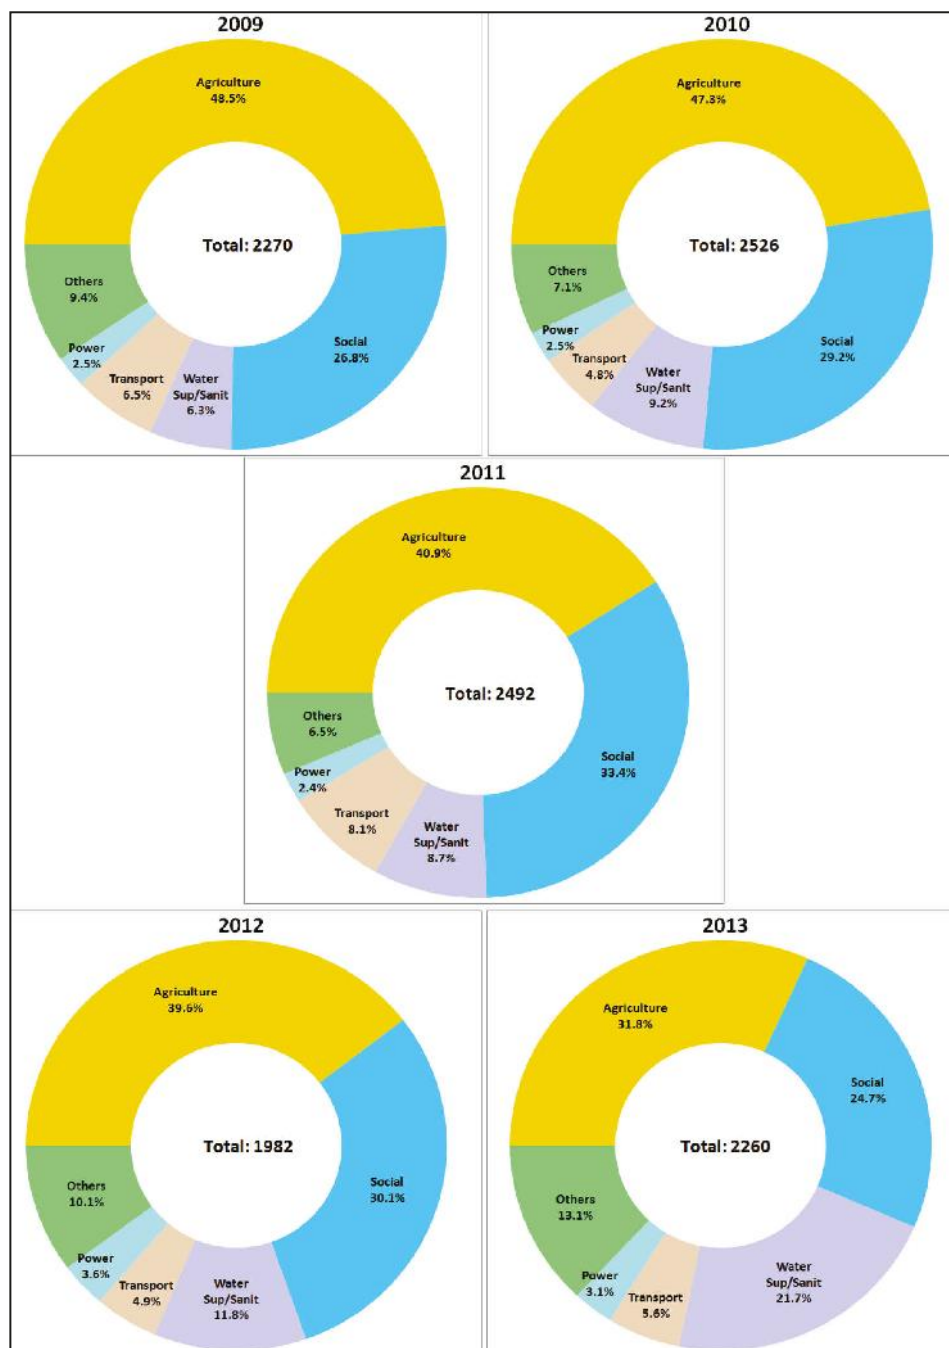 2009
Agriculture
48.5%
Total: 2270
Others
9.4%
Power
2.5%
Transport
6.5%
Water
Sup/Sanit
6.3%
Social
26.8%
2010
Agriculture
47.3%
Total: 2526
Others
7.1%
Power
2.5%
Transport
4.8%
Water
Sup/Sanit
9.2%
Social
29.2%
2011
Agriculture
40.9%
Total: 2492
Others
6.5%
Power
2.4%
Transport
8.1%
Water
Sup/Sanit
8.7%
Social
33.4%
2012
Agriculture
39.6%
Total: 1982
Others
10.1%
Power
3.6%
Transport
4.9%
Water
Sup/Sanit
11.8%
Social
30.1%
2013
Agriculture
31.8%
Social
24.7%
Total: 2260
Others
13.1%
Power
3.1%
Transport
5.6%
Water
Sup/Sanit
21.7%